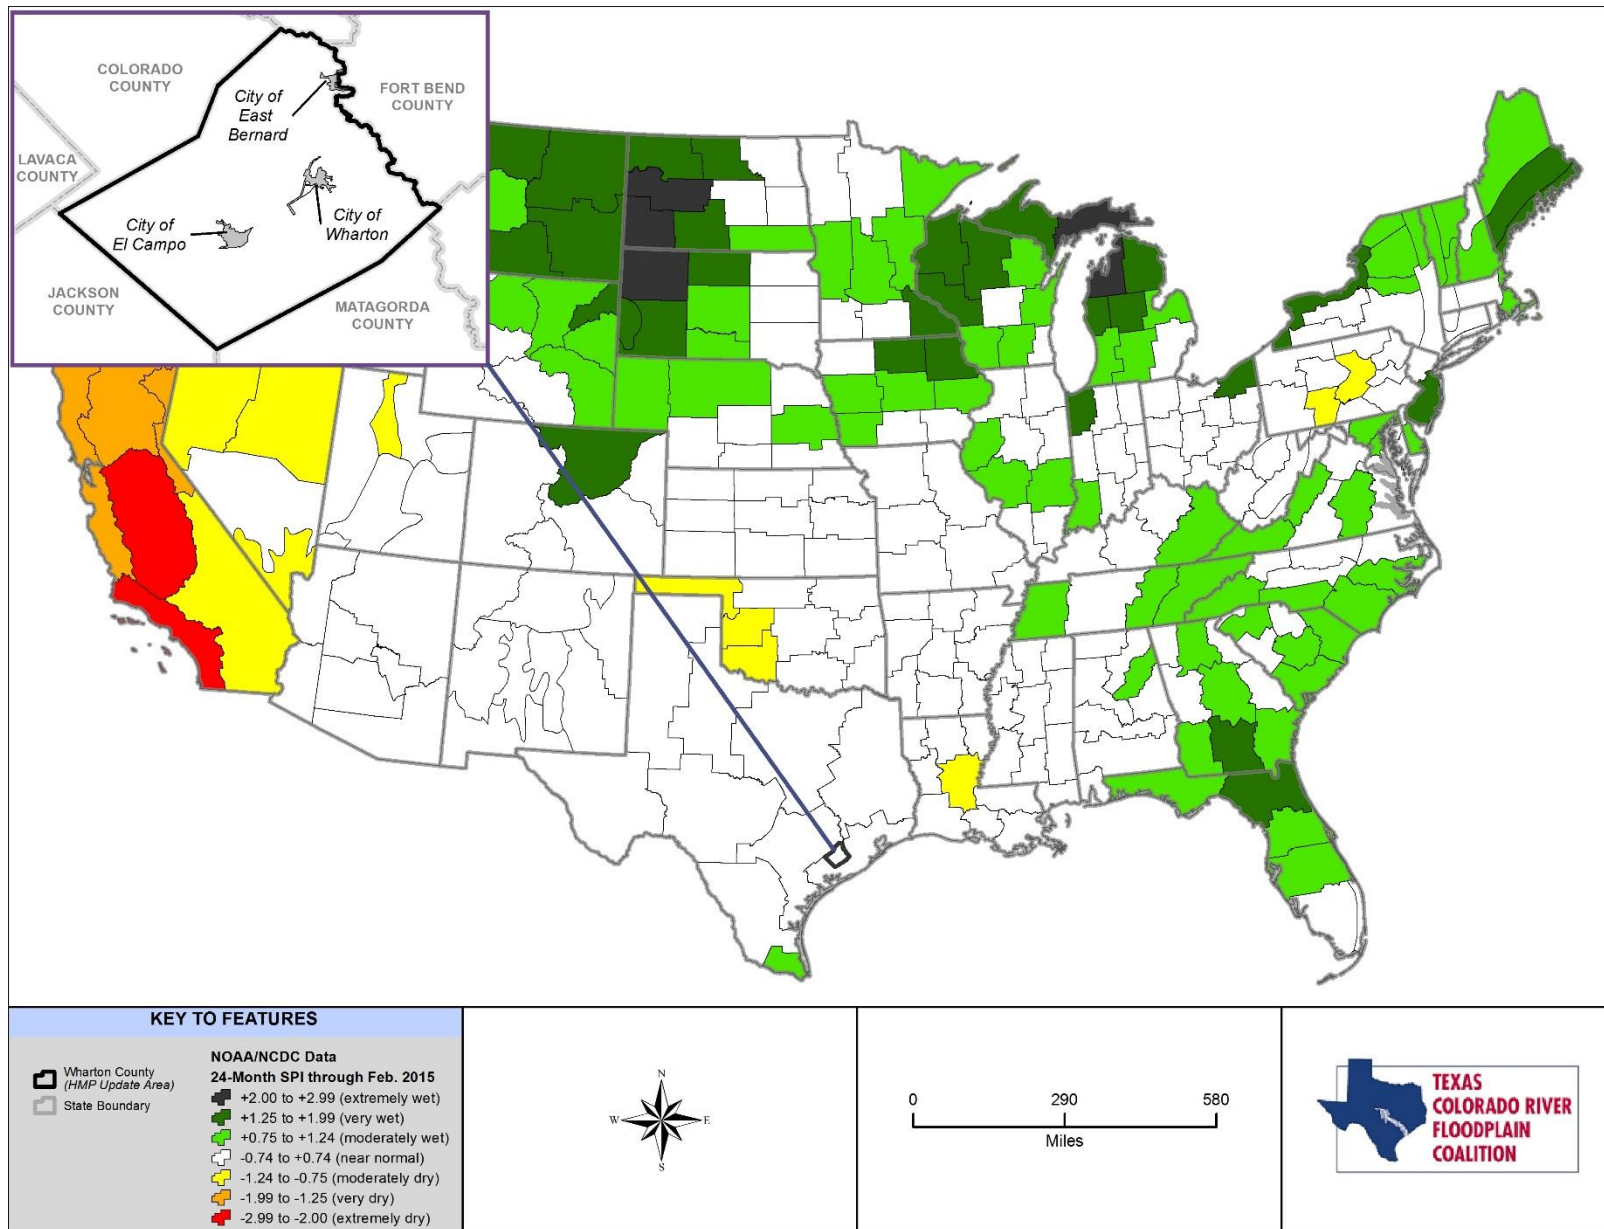 COLORADO
COUNTY
FORT BEND
COUNTY
City of
East
Bernard
LAVACA
COUNTY
City of
El Campo
City of
Wharton
JACKSON
COUNTY
MATAGORDA
COUNTY
KEY TO FEATURES
Wharton County
(HMP Update Area)
State Boundary
NOAA/NCDC Data
24-Month SPI through Feb. 2015
+2.00 to +2.99 (extremely wet)
+1.25 to +1.99 (very wet)
+0.75 to +1.24 (moderately wet)
-0.74 to +0.74 (near normal)
-1.24 to -0.75 (moderately dry)
-1.99 to -1.25 (very dry)
-2.99 to -2.00 (extremely dry)
N
W
E
S
0 290 580
Miles
TEXAS
COLORADO RIVER
FLOODPLAIN
COALITION